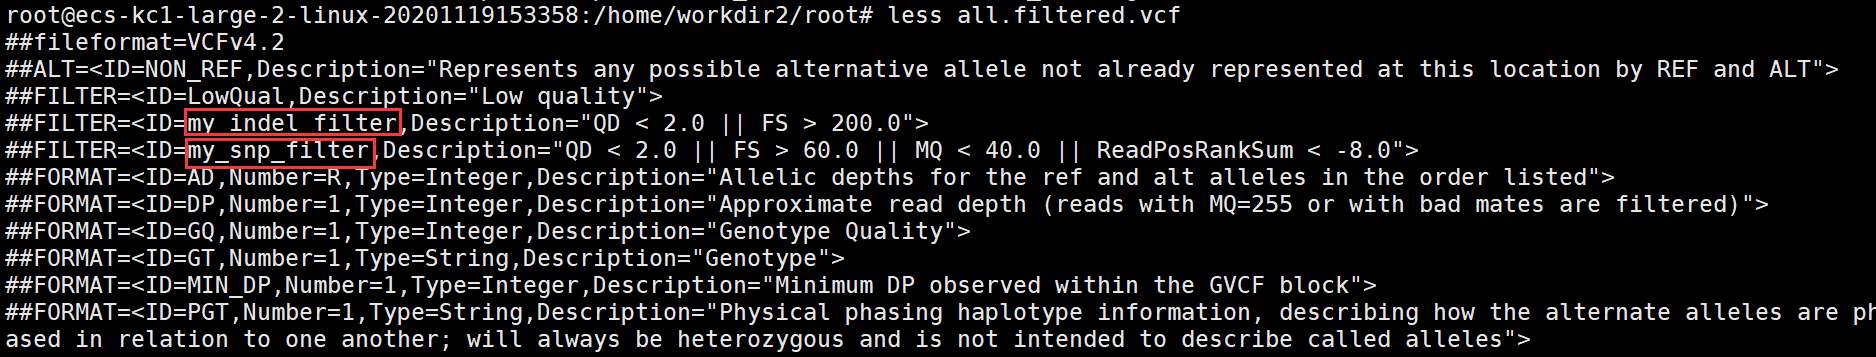 root@ecs-kc1-large-2-linux-20201119153358:/home/workdir2/root# less all.filtered.vcf
##fileformat=VCFv4.2
##ALT=<ID=NON_REF,Description="Represents any possible alternative allele not already represented at this location by REF and ALT">
##FILTER=<ID=LowQual,Description="Low quality">
##FILTER=<ID=my_indel_filter,Description="QD < 2.0 || FS > 200.0">
##FILTER=<ID=my_snp_filter,Description="QD < 2.0 || FS > 60.0 || MQ < 40.0 || ReadPosRankSum < -8.0">
##FORMAT=<ID=AD,Number=R,Type=Integer,Description="Allelic depths for the ref and alt alleles in the order listed">
##FORMAT=<ID=DP,Number=1,Type=Integer,Description="Approximate read depth (reads with MQ=255 or with bad mates are filtered)">
##FORMAT=<ID=GQ,Number=1,Type=Integer,Description="Genotype Quality">
##FORMAT=<ID=GT,Number=1,Type=String,Description="Genotype">
##FORMAT=<ID=MIN_DP,Number=1,Type=Integer,Description="Minimum DP observed within the GVCF block">
##FORMAT=<ID=PGT,Number=1,Type=String,Description="Physical phasing haplotype information, describing how the alternate alleles are ph
ased in relation to one another; will always be heterozygous and is not intended to describe called alleles">